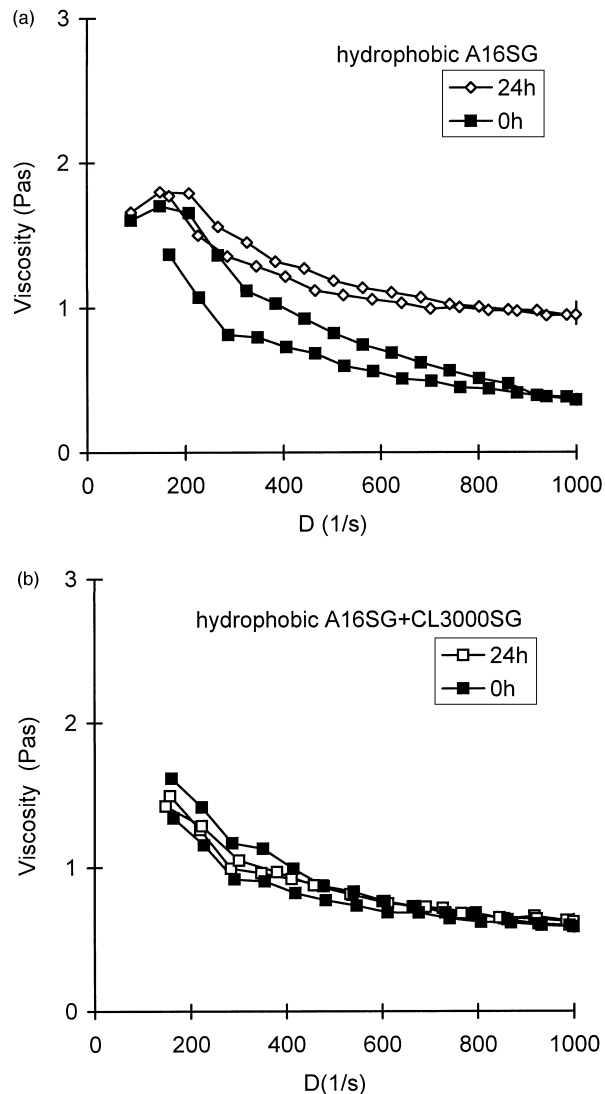 (a)
3
hydrophobic A16SG
24h
0h
2
Viscosity (Pas)
1
0
0 200 400 600 800 1000
D (1/s)
(b)
3
hydrophobic A16SG+CL3000SG
24h
0h
2
Viscosity (Pas)
1
0
0 200 400 600 800 1000
D(1/s)